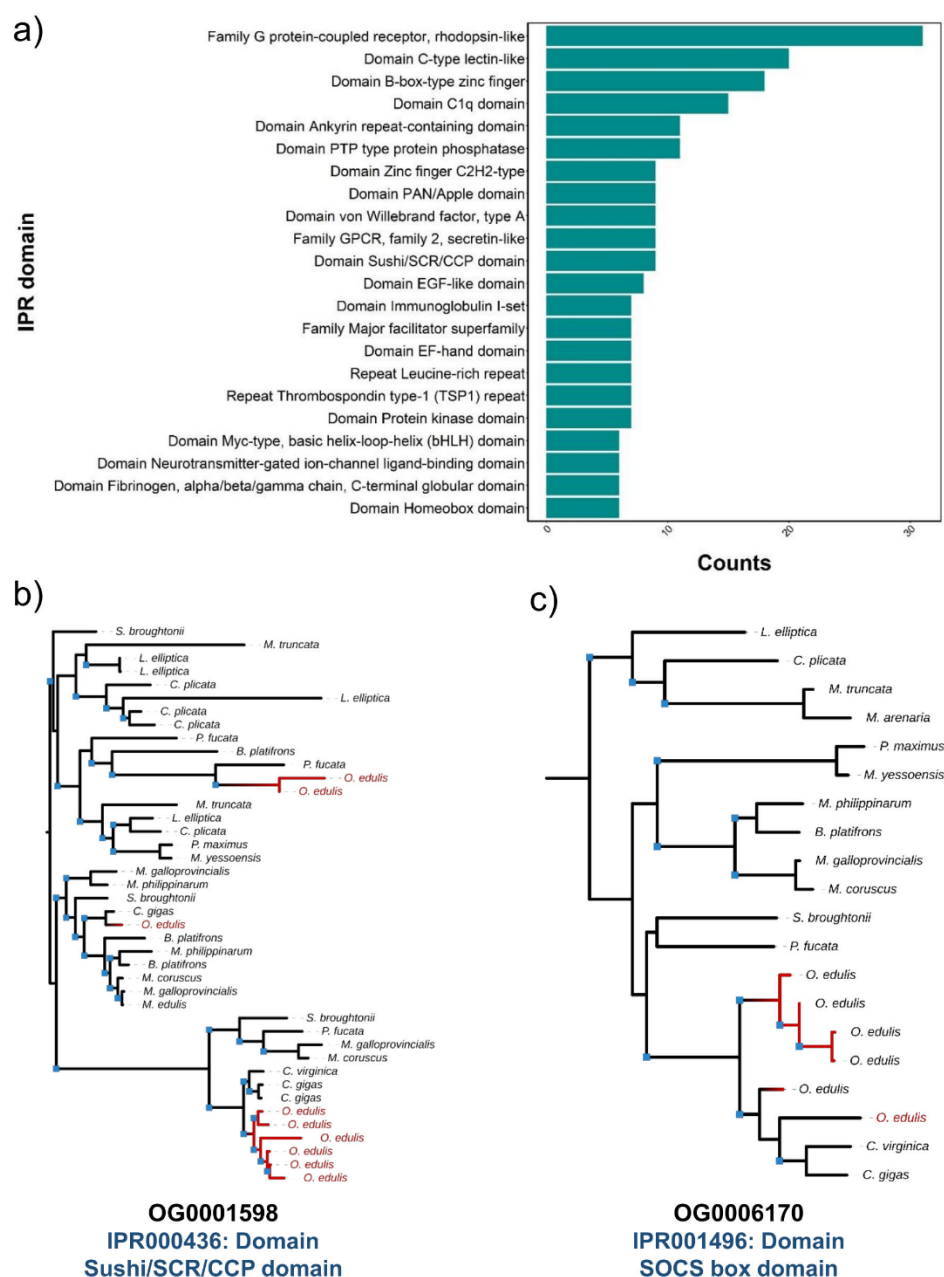 a)
IPR domain
Family G protein-coupled receptor, rhodopsin-like
Domain C-type lectin-like
Domain B-box-type zinc finger
Domain C1q domain
Domain Ankyrin repeat-containing domain
Domain PTP type protein phosphatase
Domain Zinc finger C2H2-type
Domain PAN/Apple domain
Domain von Willebrand factor, type A
Family GPCR, family 2, secretin-like
Domain Sushi/SCR/CCP domain
Domain EGF-like domain
Domain Immunoglobulin I-set
Family Major facilitator superfamily
Domain EF-hand domain
Repeat Leucine-rich repeat
Repeat Thrombospondin type-1 (TSP1) repeat
Domain Protein kinase domain
Domain Myc-type, basic helix-loop-helix (bHLH) domain
Domain Neurotransmitter-gated ion-channel ligand-binding domain
Domain Fibrinogen, alpha/beta/gamma chain, C-terminal globular domain
Domain Homeobox domain
0 10 20 30
Counts
b)
S. broughtonii
M. truncata
L. elliptica
L. elliptica
C. plicata
L. elliptica
C. plicata
C. plicata
P. fucata
B. platifrons
P. fucata
O. edulis
O. edulis
M. truncata
L. elliptica
C. plicata
P. maximus
M. yessoensis
M. galloprovincialis
M. philippinarum
S. broughtonii
C. gigas
O. edulis
B. platifrons
M. philippinarum
B. platifrons
M. coruscus
M. galloprovincialis
M. edulis
S. broughtonii
P. fucata
M. galloprovincialis
M. coruscus
C. virginica
C. gigas
C. gigas
O. edulis
O. edulis
O. edulis
O. edulis
O. edulis
O. edulis
OG0001598
IPR000436: Domain
Sushi/SCR/CCP domain
c)
L. elliptica
C. plicata
M. truncata
M. arenaria
P. maximus
M. yessoensis
M. philippinarum
B. platifrons
M. galloprovincialis
M. coruscus
S. broughtonii
P. fucata
O. edulis
O. edulis
O. edulis
O. edulis
O. edulis
O. edulis
C. virginica
C. gigas
OG0006170
IPR001496: Domain
SOCS box domain